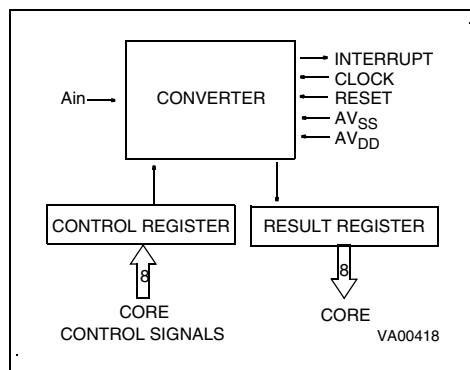 INTERRUPT
CLOCK
RESET
AVSS
AVDD
Ain
CONVERTER
CONTROL REGISTER
RESULT REGISTER
8
8
CORE
CONTROL SIGNALS
CORE
VA00418